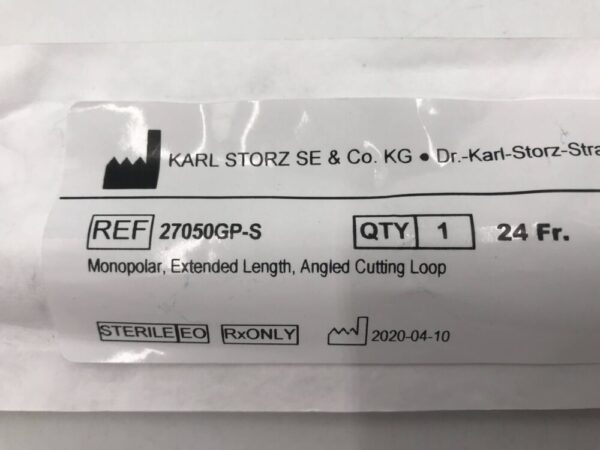 KARL STORZ SE & Co. KG • Dr.-Karl-Storz-Stra
REF 27050GP-S QTY 1 24 Fr.
Monopolar, Extended Length, Angled Cutting Loop
STERILE EO RxONLY 2020-04-10